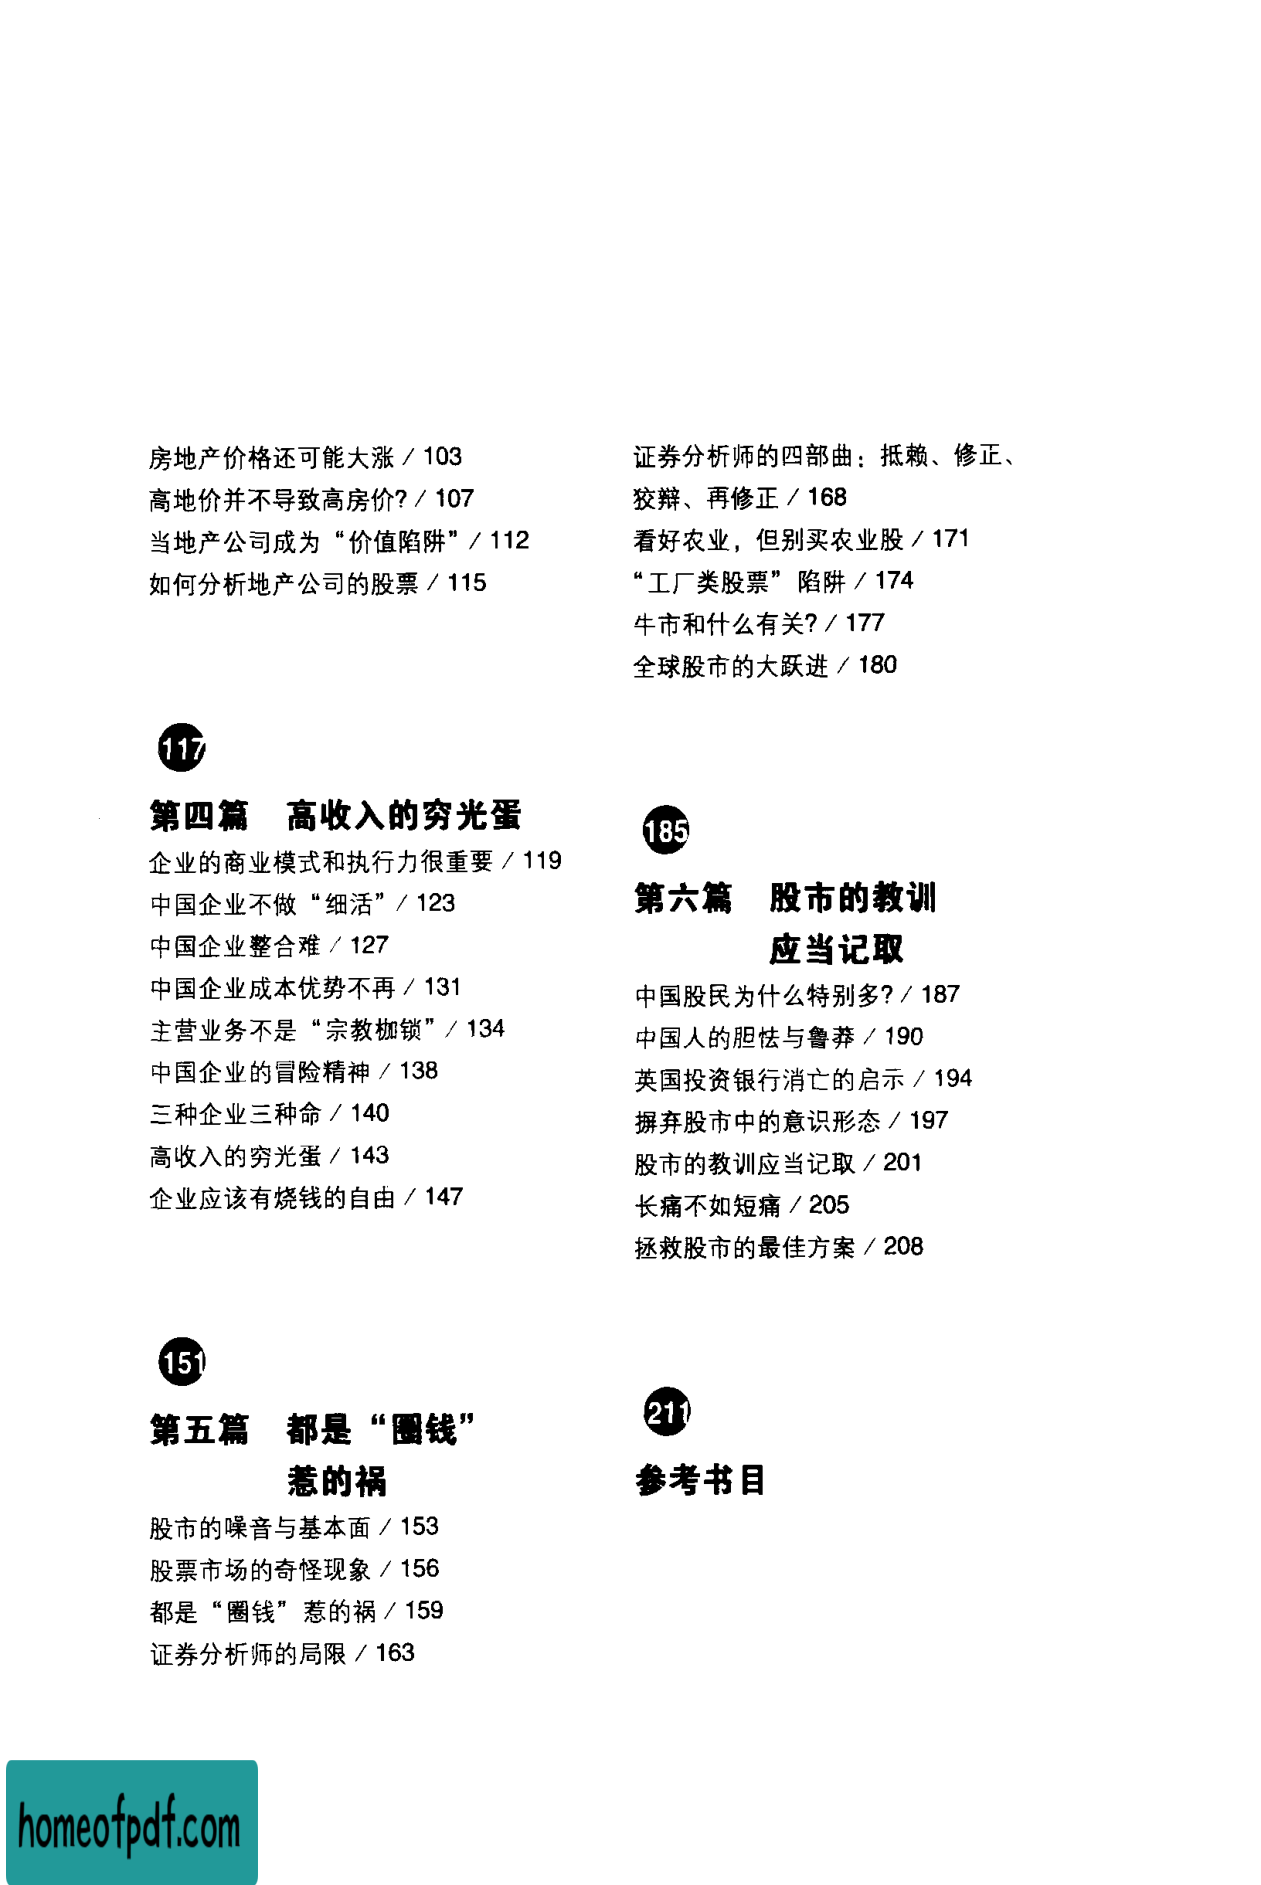 房地产价格还可能大涨 / 103
高地价并不导致高房价? / 107
当地产公司成为“价值陷阱” / 112
如何分析地产公司的股票 / 115
117
第四篇 高收入的穷光蛋
企业的商业模式和执行力很重要 / 119
中国企业不做“细活” / 123
中国企业整合难 / 127
中国企业成本优势不再 / 131
主营业务不是“宗教枷锁” / 134
中国企业的冒险精神 / 138
三种企业三种命 / 140
高收入的穷光蛋 / 143
企业应该有烧钱的自由 / 147
151
第五篇 都是“圈钱”
惹的祸
股市的噪音与基本面 / 153
股票市场的奇怪现象 / 156
都是“圈钱”惹的祸 / 159
证券分析师的局限 / 163
证券分析师的四部曲：抵赖、修正、
狡辩、再修正 / 168
看好农业，但别买农业股 / 171
“工厂类股票”陷阱 / 174
牛市和什么有关? / 177
全球股市的大跃进 / 180
185
第六篇 股市的教训
应当记取
中国股民为什么特别多? / 187
中国人的胆怯与鲁莽 / 190
英国投资银行消亡的启示 / 194
摒弃股市中的意识形态 / 197
股市的教训应当记取 / 201
长痛不如短痛 / 205
拯救股市的最佳方案 / 208
211
参考书目
homeofpdf.com